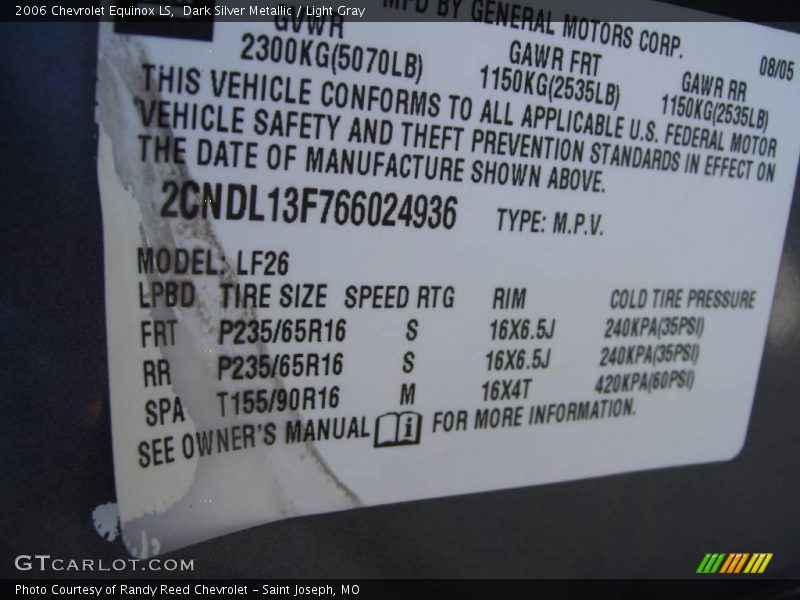 2006 Chevrolet Equinox LS, Dark Silver Metallic / Light Gray
MFD BY GENERAL MOTORS CORP.
08/05
GVWR GAWR FRT GAWR RR
2300KG(5070LB) 1150KG(2535LB) 1150KG(2535LB)
THIS VEHICLE CONFORMS TO ALL APPLICABLE U.S. FEDERAL MOTOR
VEHICLE SAFETY AND THEFT PREVENTION STANDARDS IN EFFECT ON
THE DATE OF MANUFACTURE SHOWN ABOVE.
2CNDL13F766024936 TYPE: M.P.V.
MODEL: LF26
LPBD TIRE SIZE SPEED RTG RIM COLD TIRE PRESSURE
FRT P235/65R16 S 16X6.5J 240KPA(35PSI)
RR P235/65R16 S 16X6.5J 240KPA(35PSI)
SPA T155/90R16 M 16X4T 420KPA(60PSI)
SEE OWNER'S MANUAL i FOR MORE INFORMATION.
GTCARLOT.COM
Photo Courtesy of Randy Reed Chevrolet - Saint Joseph, MO